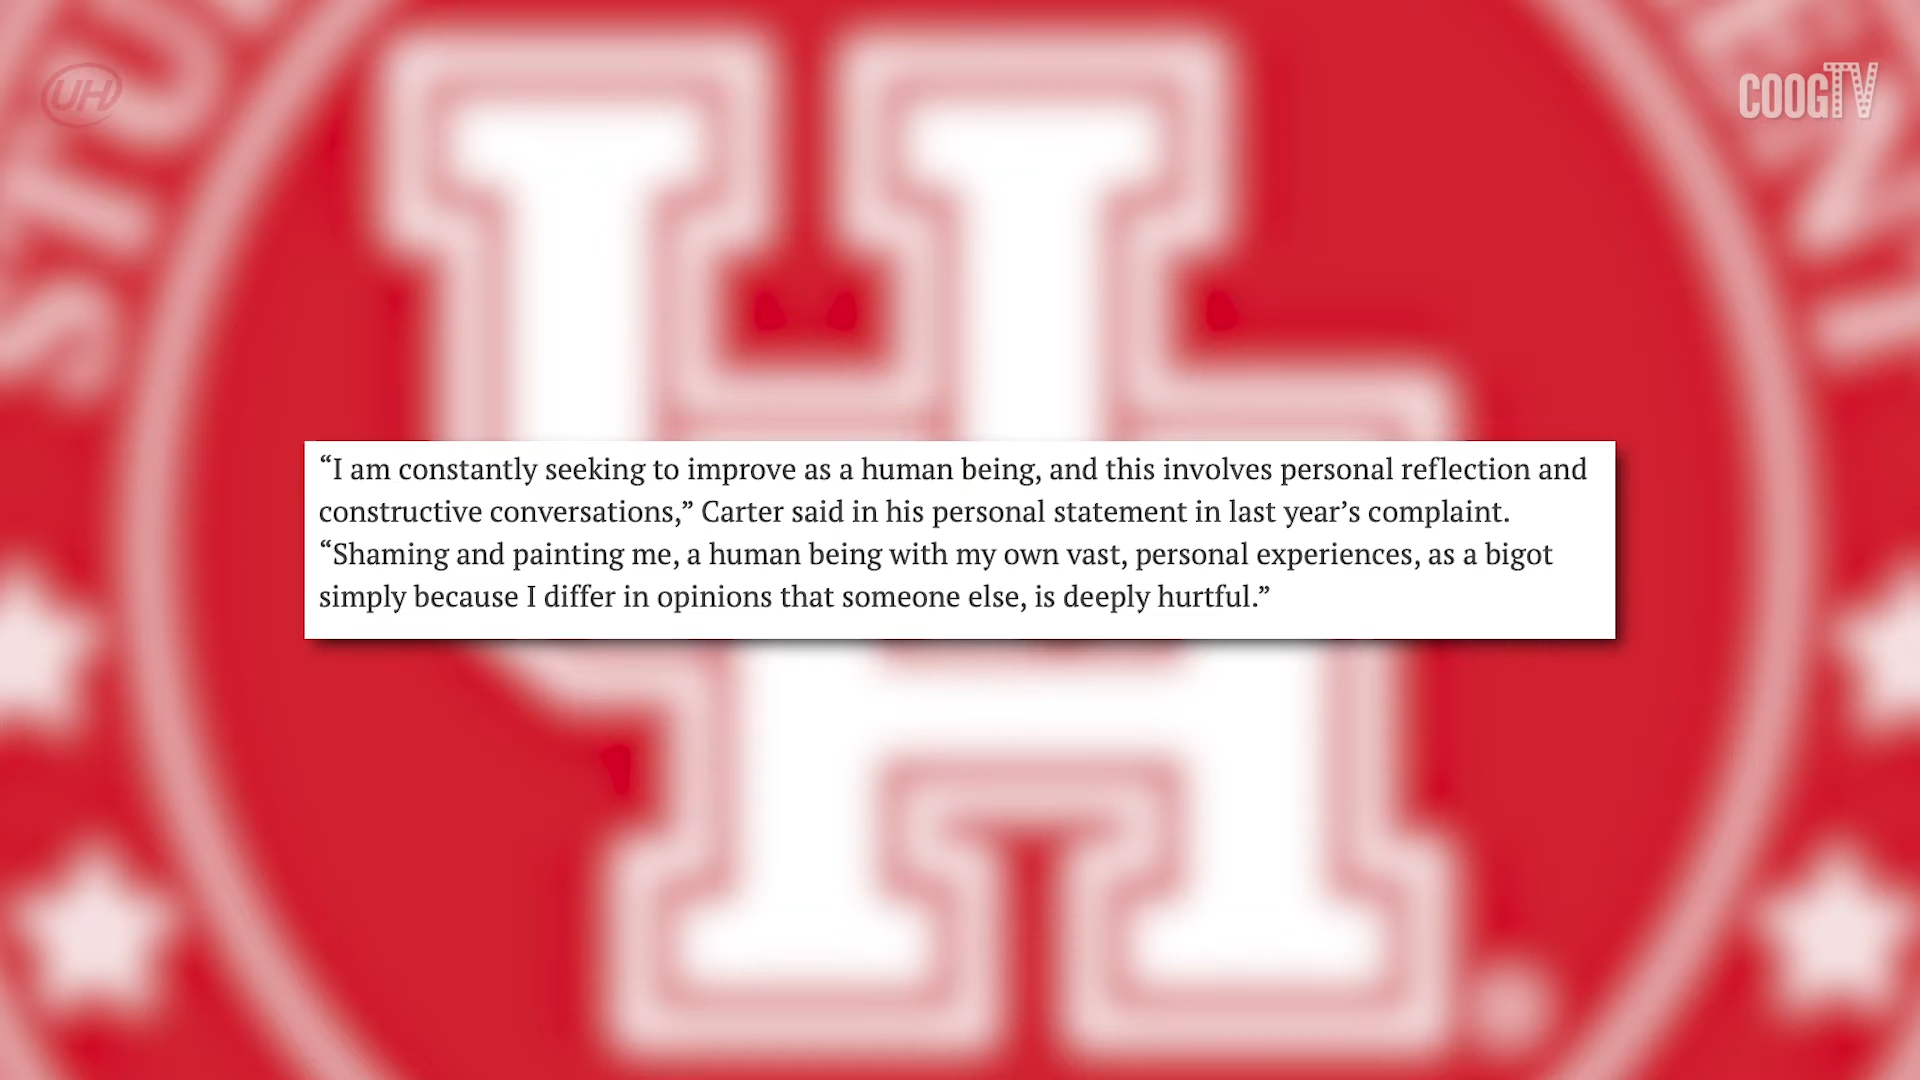 UH
COOGTV
“I am constantly seeking to improve as a human being, and this involves personal reflection and
constructive conversations,” Carter said in his personal statement in last year’s complaint.
“Shaming and painting me, a human being with my own vast, personal experiences, as a bigot
simply because I differ in opinions that someone else, is deeply hurtful.”